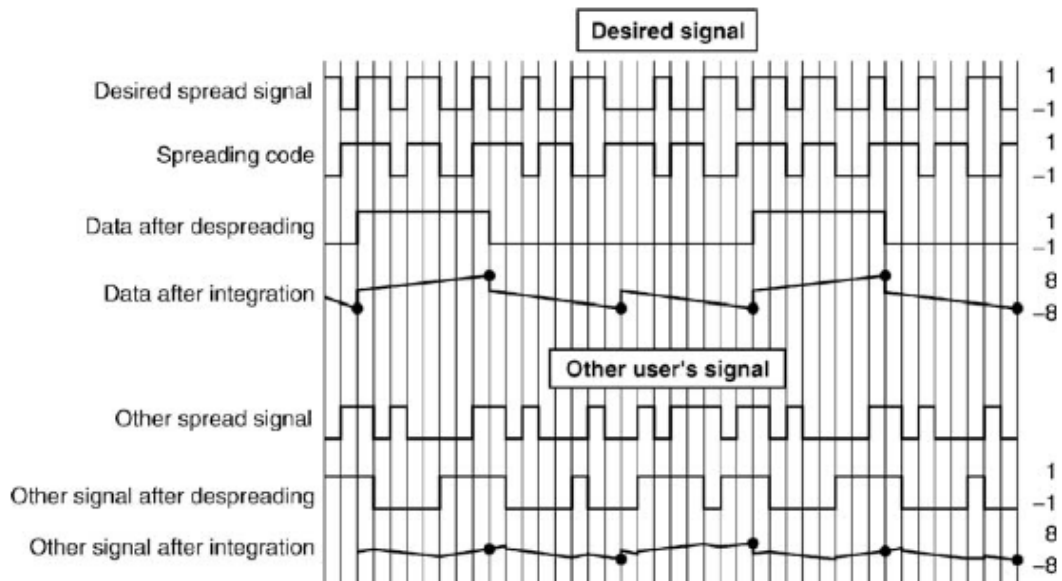 Desired signal
Desired spread signal
1
-1
Spreading code
1
-1
Data after despreading
1
-1
Data after integration
8
-8
Other user's signal
Other spread signal
Other signal after despreading
1
-1
Other signal after integration
8
-8